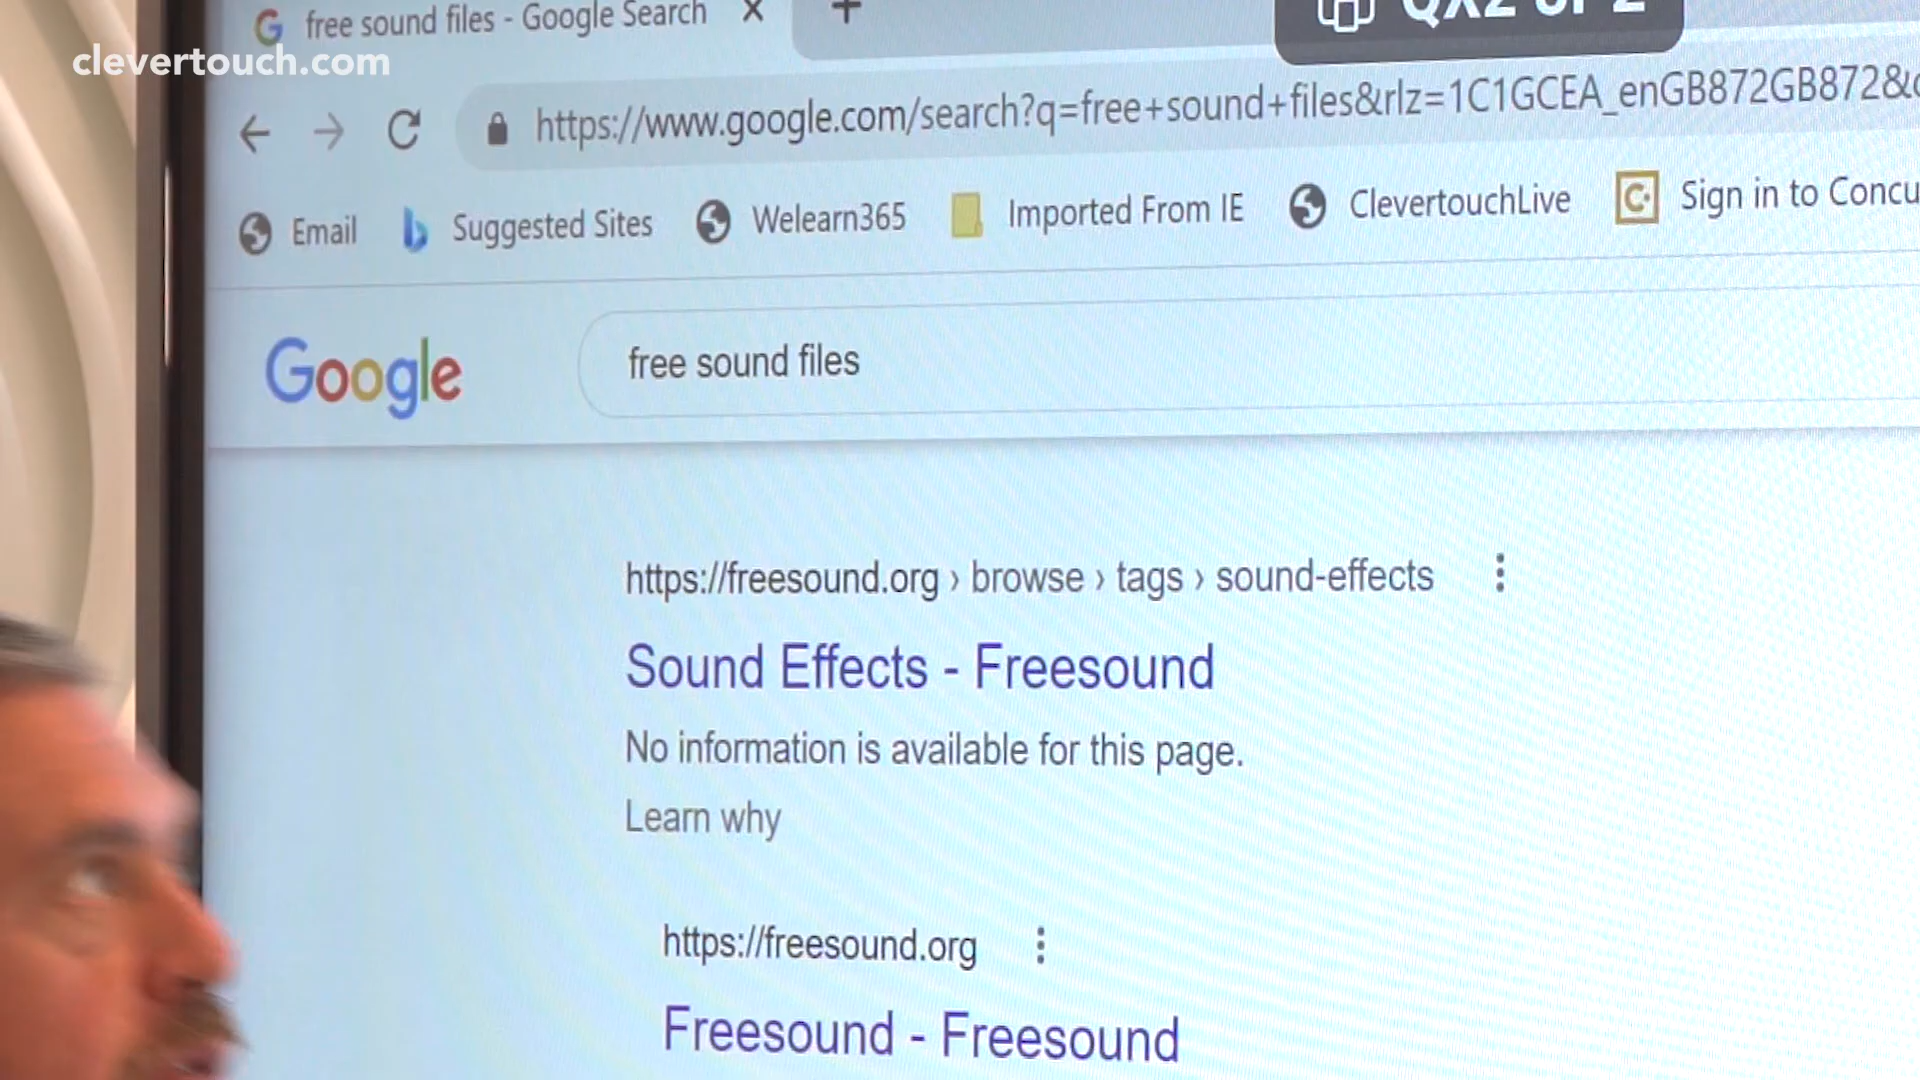 free sound files - Google Search
clevertouch.com
https://www.google.com/search?q=free+sound+files&rlz=1C1GCEA_enGB872GB872&
Email
Suggested Sites
Welearn365
Imported From IE
ClevertouchLive
Sign in to Concu
Google
free sound files
https://freesound.org › browse › tags › sound-effects
Sound Effects - Freesound
No information is available for this page.
Learn why
https://freesound.org
Freesound - Freesound